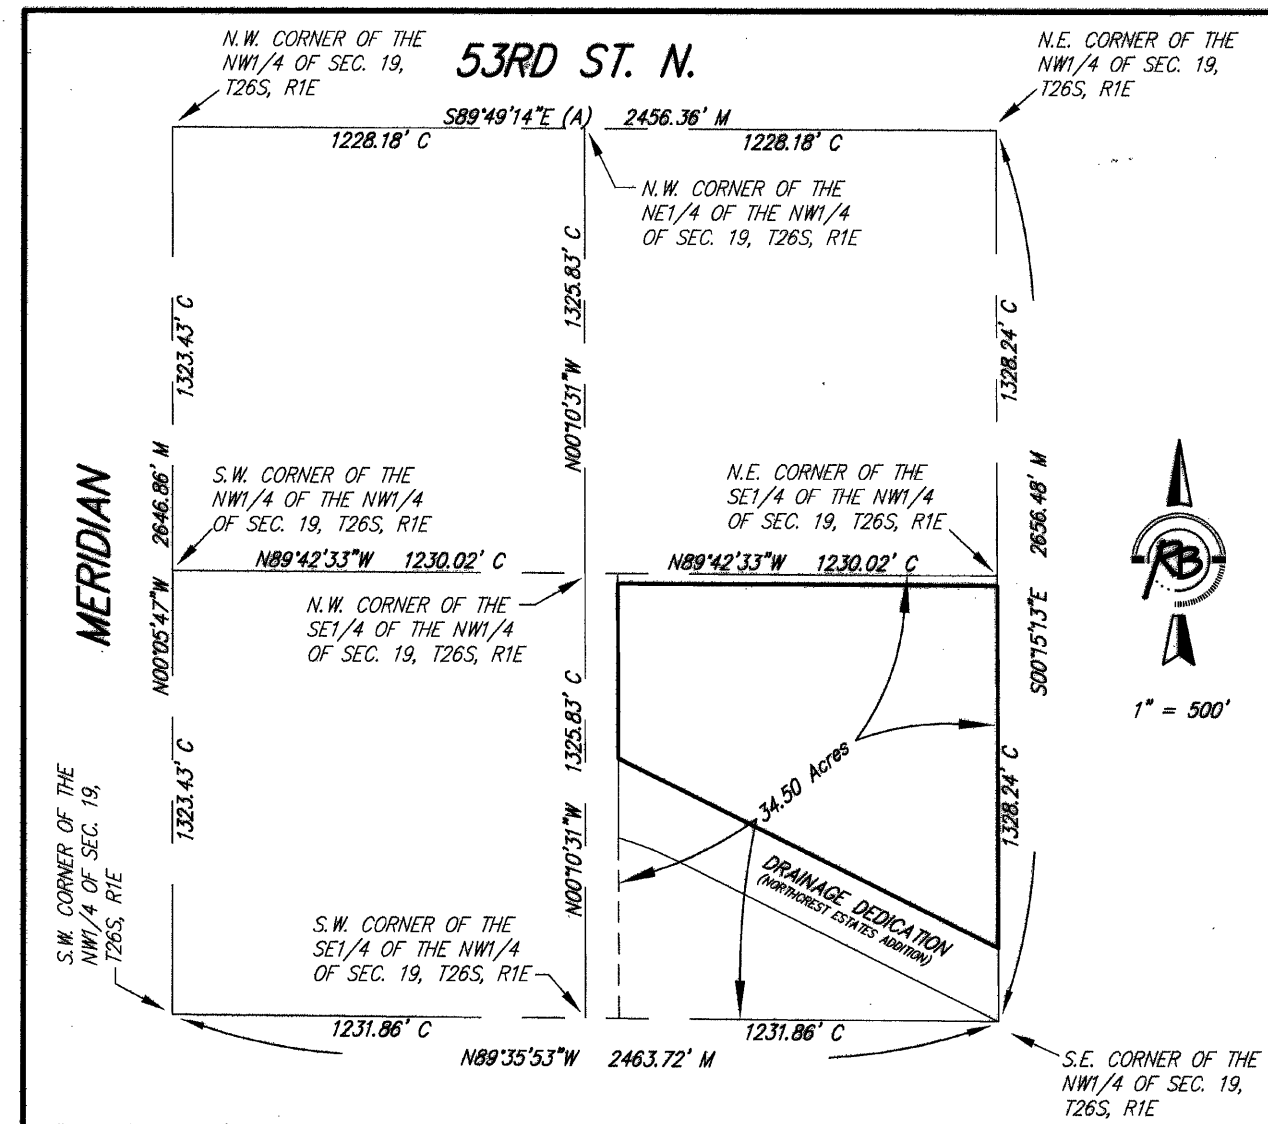 N.W. CORNER OF THE
NW1/4 OF SEC. 19,
T26S, R1E
53RD ST. N.
N.E. CORNER OF THE
NW1/4 OF SEC. 19,
T26S, R1E
S89°49'14"E (A) 2456.36' M
1228.18' C
1228.18' C
N.W. CORNER OF THE
NE1/4 OF THE NW1/4
OF SEC. 19, T26S, R1E
1325.83' C
N00°10'31"W
1323.43' C
1328.24' C
MERIDIAN
N00°05'47"W 2646.86' M
S.W. CORNER OF THE
NW1/4 OF THE NW1/4
OF SEC. 19, T26S, R1E
N.E. CORNER OF THE
SE1/4 OF THE NW1/4
OF SEC. 19, T26S, R1E
S00°15'13"E 2656.48' M
RB
1" = 500'
N89°42'33"W 1230.02' C
N89°42'33"W 1230.02' C
N.W. CORNER OF THE
SE1/4 OF THE NW1/4
OF SEC. 19, T26S, R1E
1323.43' C
N00°10'31"W 1325.83' C
34.50 Acres
1328.24' C
DRAINAGE DEDICATION
(NORTHCREST ESTATES ADDITION)
S.W. CORNER OF THE
NW1/4 OF SEC. 19,
T26S, R1E
S.W. CORNER OF THE
SE1/4 OF THE NW1/4
OF SEC. 19, T26S, R1E
1231.86' C
1231.86' C
N89°35'53"W 2463.72' M
S.E. CORNER OF THE
NW1/4 OF SEC. 19,
T26S, R1E